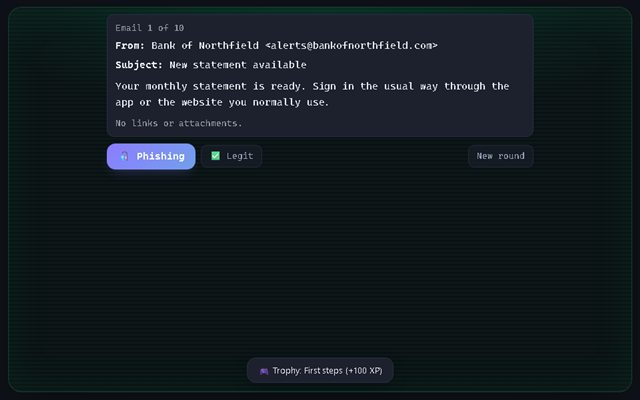 Email 1 of 10
From: Bank of Northfield <alerts@bankofnorthfield.com>
Subject: New statement available
Your monthly statement is ready. Sign in the usual way through the
app or the website you normally use.
No links or attachments.
Phishing
Legit
New round
Trophy: First steps (+100 XP)